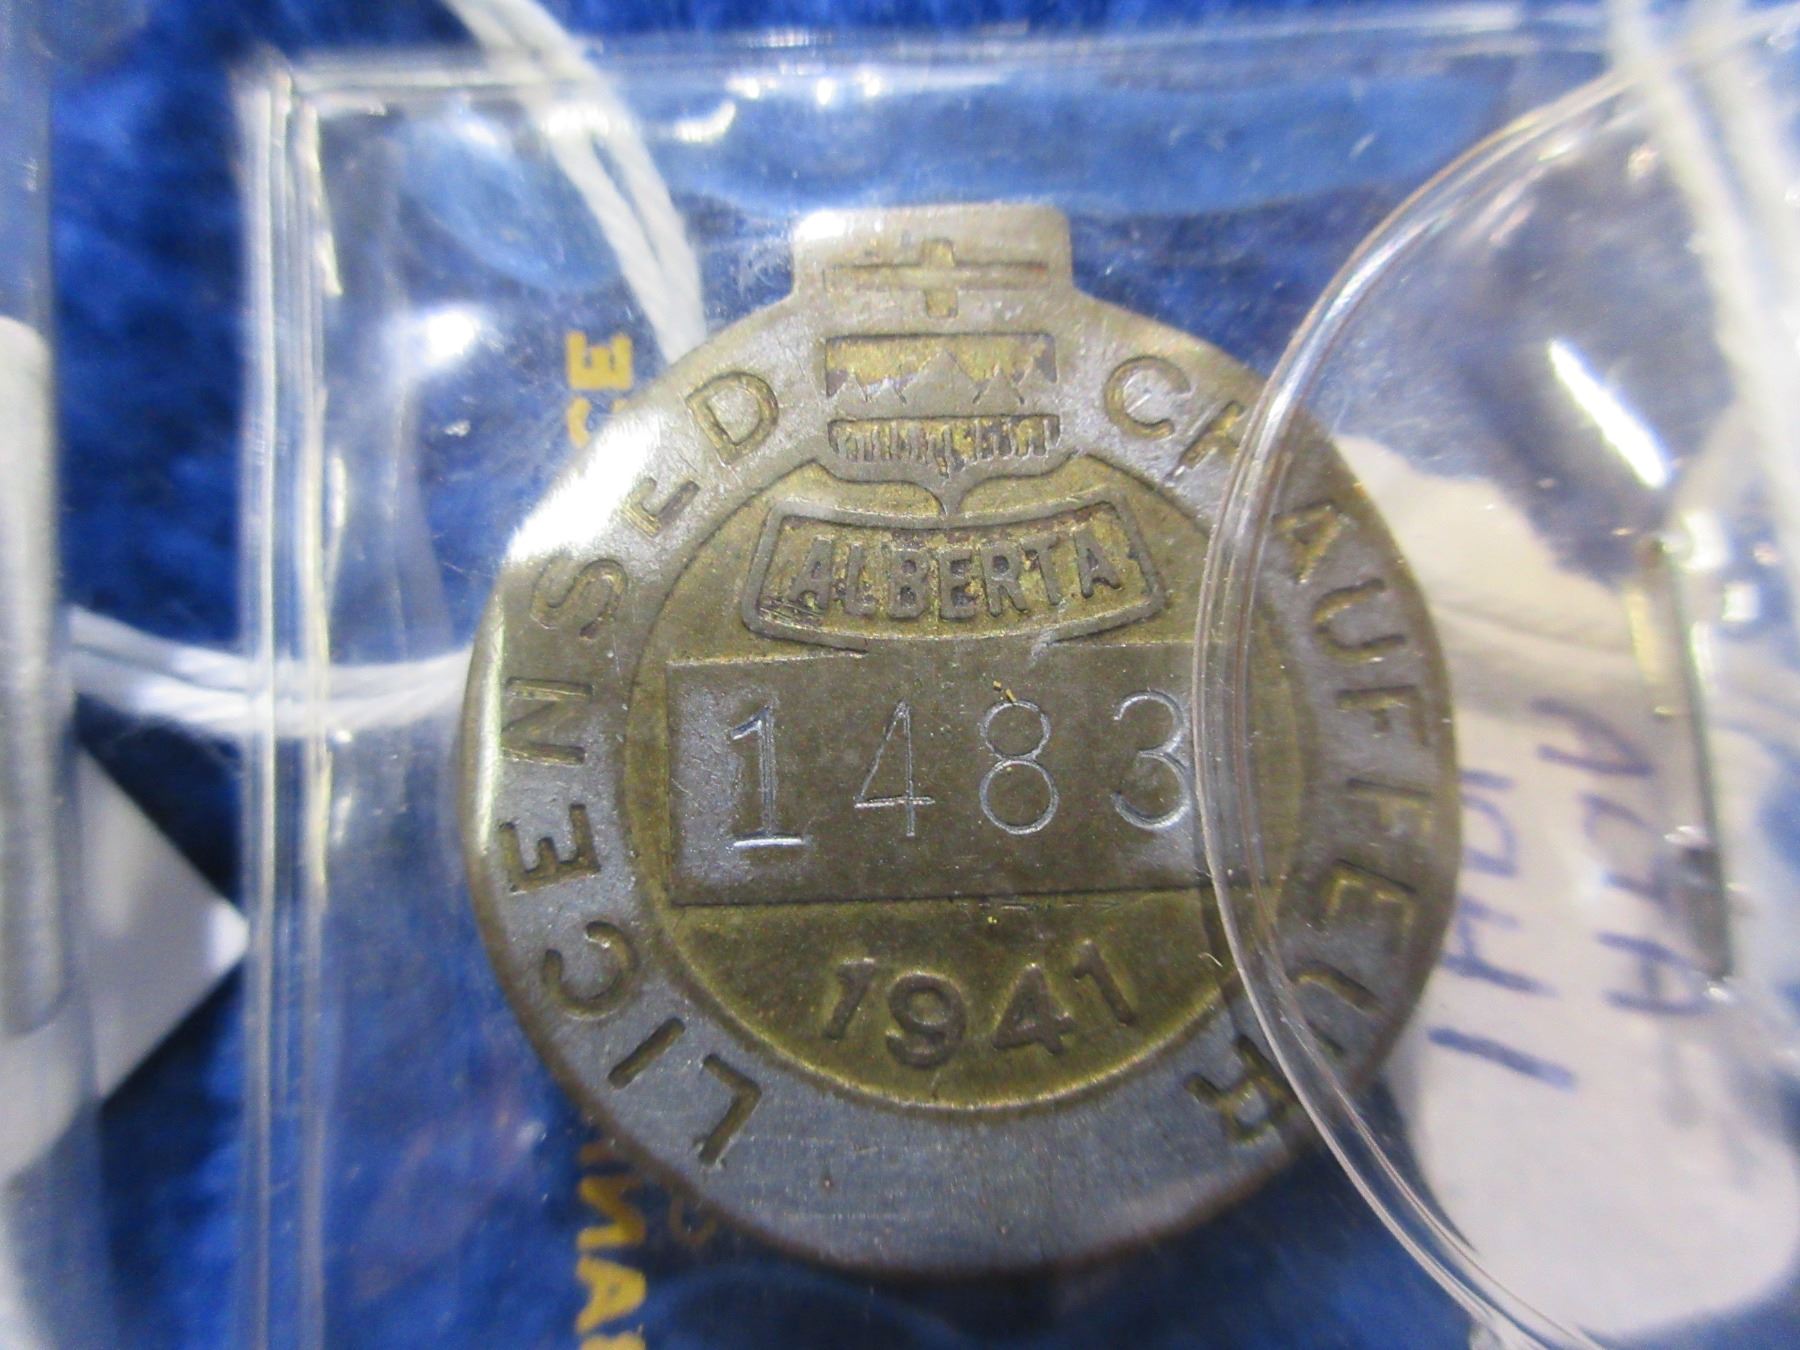 LICENSED CHAUFFEUR
ALBERTA
1483
1941